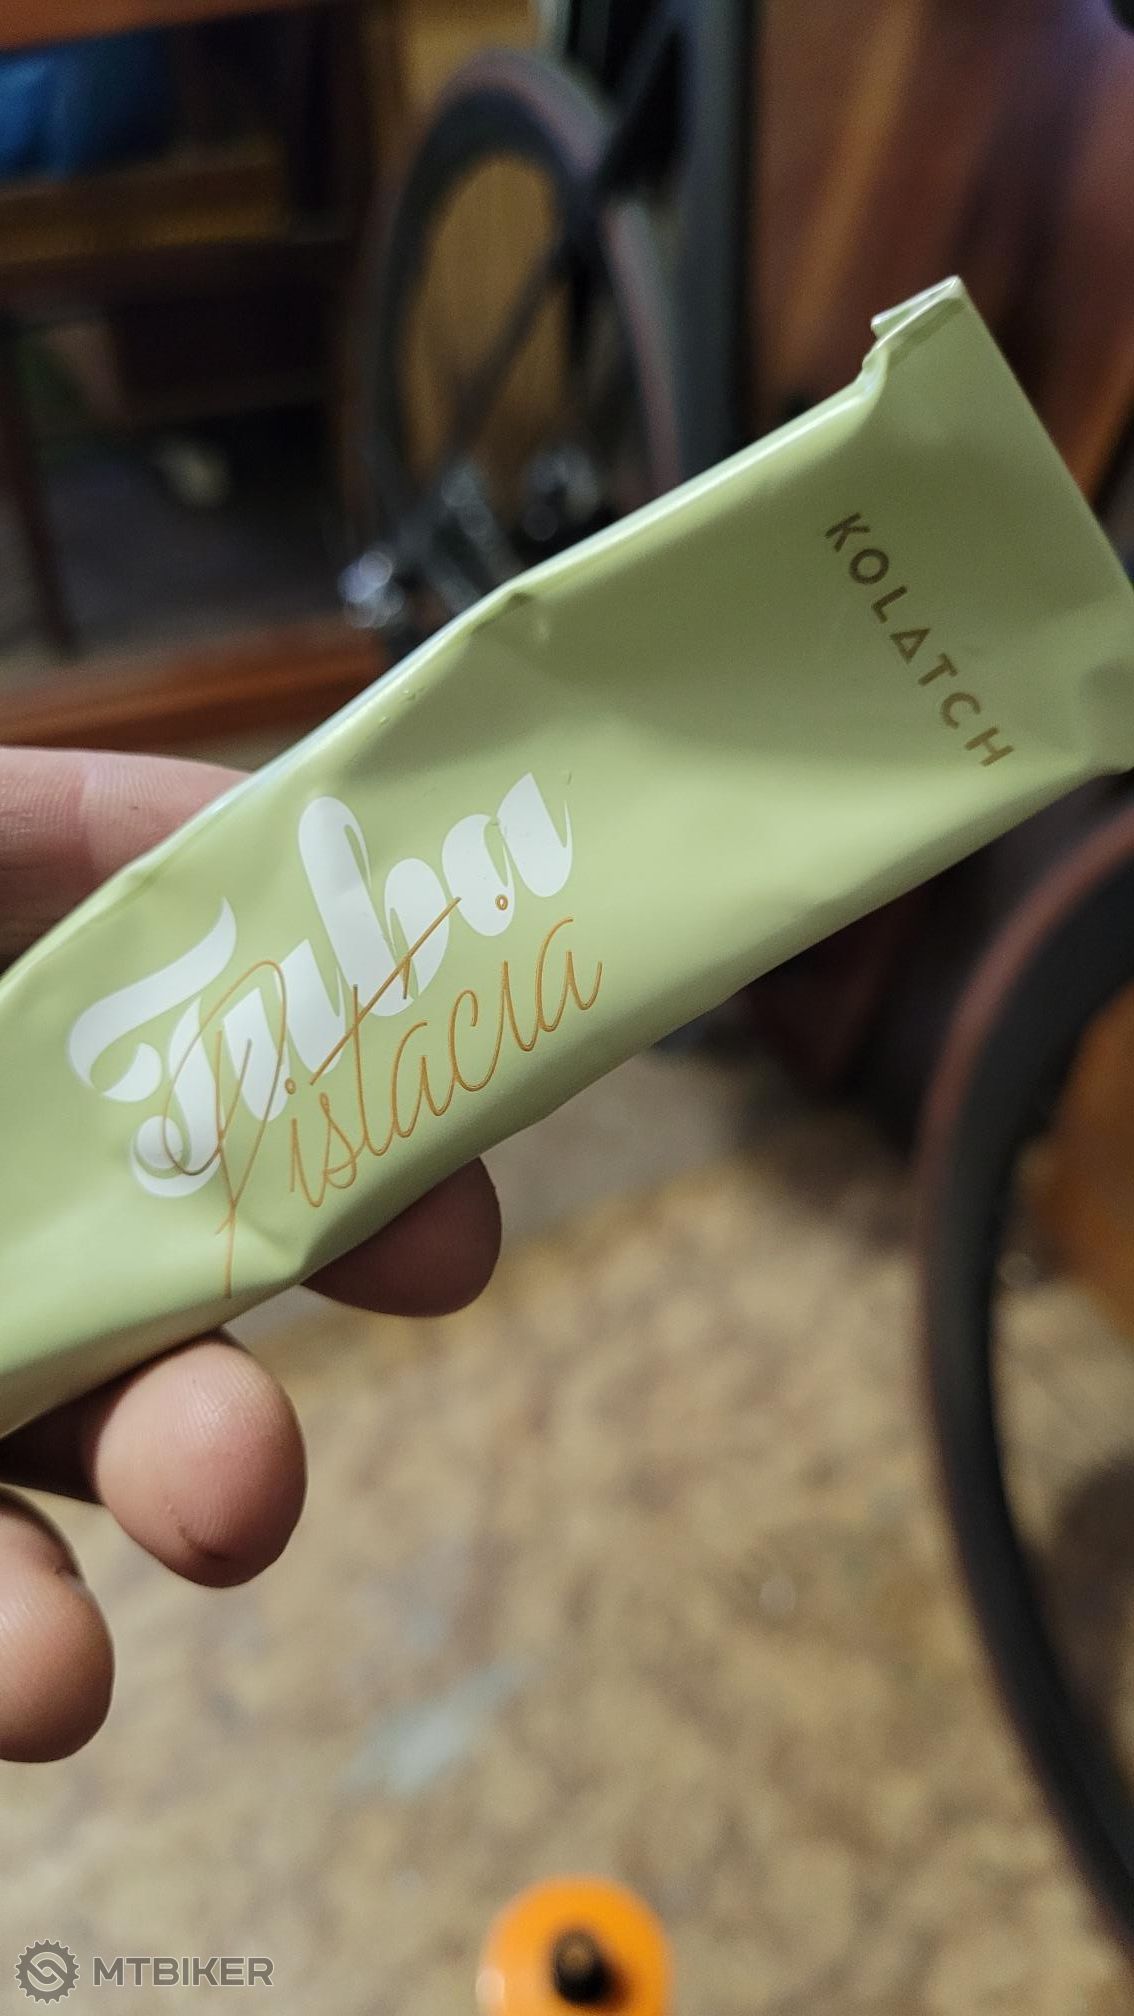 KOLATCH
Tuba
Pistacia
MTBIKER